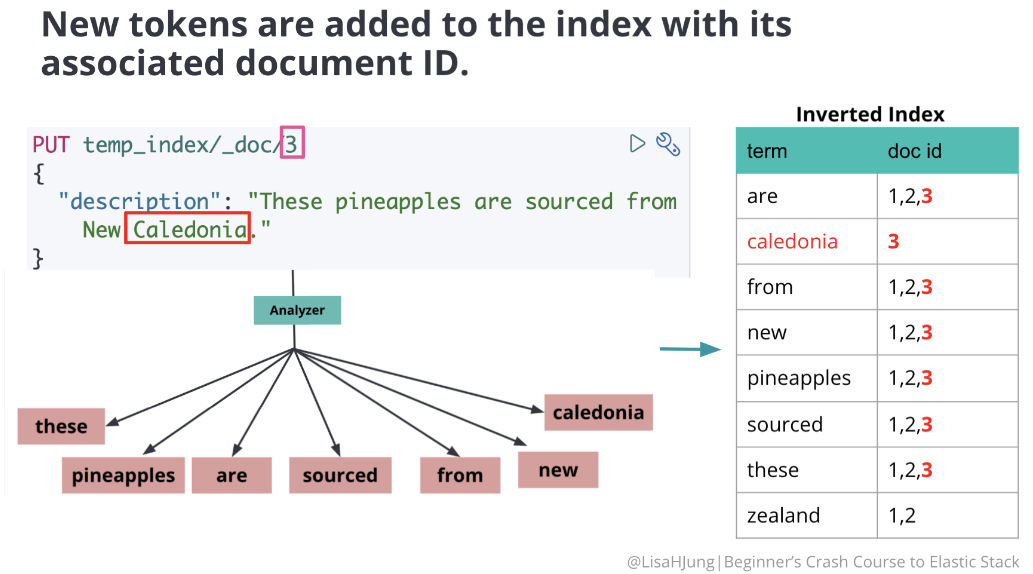 New tokens are added to the index with its
associated document ID.
PUT temp_index/_doc/3
{
"description": "These pineapples are sourced from
New Caledonia."
}
Analyzer
these
pineapples
are
sourced
from
new
caledonia
Inverted Index
term doc id
are 1,2,3
caledonia 3
from 1,2,3
new 1,2,3
pineapples 1,2,3
sourced 1,2,3
these 1,2,3
zealand 1,2
@LisaHJung|Beginner’s Crash Course to Elastic Stack